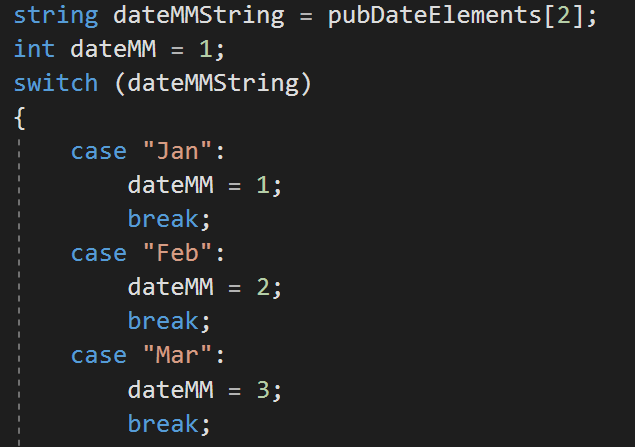 string dateMMString = pubDateElements[2];
int dateMM = 1;
switch (dateMMString)
{
    case "Jan":
        dateMM = 1;
        break;
    case "Feb":
        dateMM = 2;
        break;
    case "Mar":
        dateMM = 3;
        break;